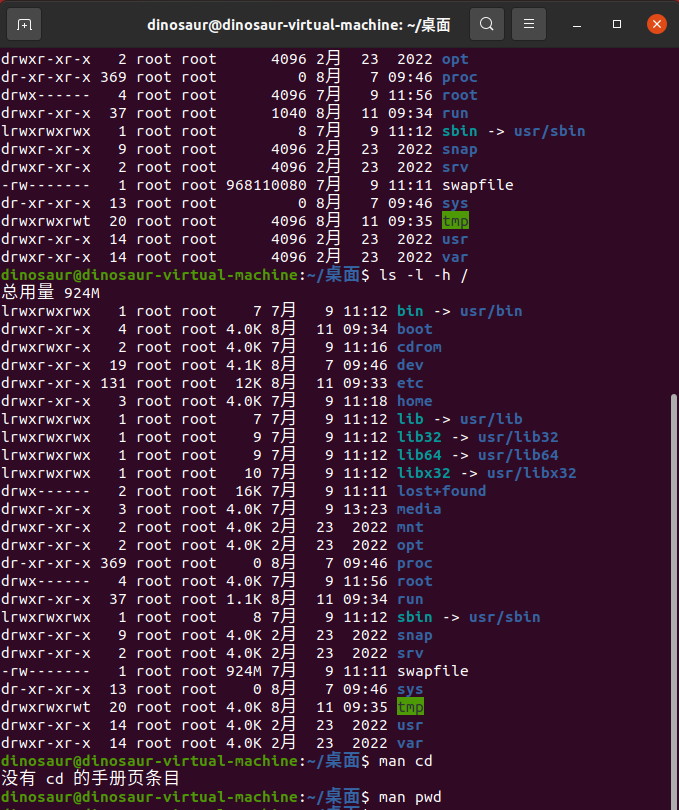 dinosaur@dinosaur-virtual-machine: ~/桌面
drwxr-xr-x   2 root root      4096 2月  23  2022 opt
dr-xr-xr-x 369 root root         0 8月   7 09:46 proc
drwx------   4 root root      4096 7月   9 11:56 root
drwxr-xr-x  37 root root      1040 8月  11 09:34 run
lrwxrwxrwx   1 root root         8 7月   9 11:12 sbin -> usr/sbin
drwxr-xr-x   9 root root      4096 2月  23  2022 snap
drwxr-xr-x   2 root root      4096 2月  23  2022 srv
-rw-------   1 root root 968110080 7月   9 11:11 swapfile
dr-xr-xr-x  13 root root         0 8月   7 09:46 sys
drwxrwxrwt  20 root root      4096 8月  11 09:35 tmp
drwxr-xr-x  14 root root      4096 2月  23  2022 usr
drwxr-xr-x  14 root root      4096 2月  23  2022 var
dinosaur@dinosaur-virtual-machine:~/桌面$ ls -l -h /
总用量 924M
lrwxrwxrwx   1 root root    7 7月   9 11:12 bin -> usr/bin
drwxr-xr-x   4 root root 4.0K 8月  11 09:34 boot
drwxrwxr-x   2 root root 4.0K 7月   9 11:16 cdrom
drwxr-xr-x  19 root root 4.1K 8月   7 09:46 dev
drwxr-xr-x 131 root root  12K 8月  11 09:33 etc
drwxr-xr-x   3 root root 4.0K 7月   9 11:18 home
lrwxrwxrwx   1 root root    7 7月   9 11:12 lib -> usr/lib
lrwxrwxrwx   1 root root    9 7月   9 11:12 lib32 -> usr/lib32
lrwxrwxrwx   1 root root    9 7月   9 11:12 lib64 -> usr/lib64
lrwxrwxrwx   1 root root   10 7月   9 11:12 libx32 -> usr/libx32
drwx------   2 root root  16K 7月   9 11:11 lost+found
drwxr-xr-x   3 root root 4.0K 7月   9 13:23 media
drwxr-xr-x   2 root root 4.0K 2月  23  2022 mnt
drwxr-xr-x   2 root root 4.0K 2月  23  2022 opt
dr-xr-xr-x 369 root root    0 8月   7 09:46 proc
drwx------   4 root root 4.0K 7月   9 11:56 root
drwxr-xr-x  37 root root 1.1K 8月  11 09:34 run
lrwxrwxrwx   1 root root    8 7月   9 11:12 sbin -> usr/sbin
drwxr-xr-x   9 root root 4.0K 2月  23  2022 snap
drwxr-xr-x   2 root root 4.0K 2月  23  2022 srv
-rw-------   1 root root 924M 7月   9 11:11 swapfile
dr-xr-xr-x  13 root root    0 8月   7 09:46 sys
drwxrwxrwt  20 root root 4.0K 8月  11 09:35 tmp
drwxr-xr-x  14 root root 4.0K 2月  23  2022 usr
drwxr-xr-x  14 root root 4.0K 2月  23  2022 var
dinosaur@dinosaur-virtual-machine:~/桌面$ man cd
没有 cd 的手册页条目
dinosaur@dinosaur-virtual-machine:~/桌面$ man pwd